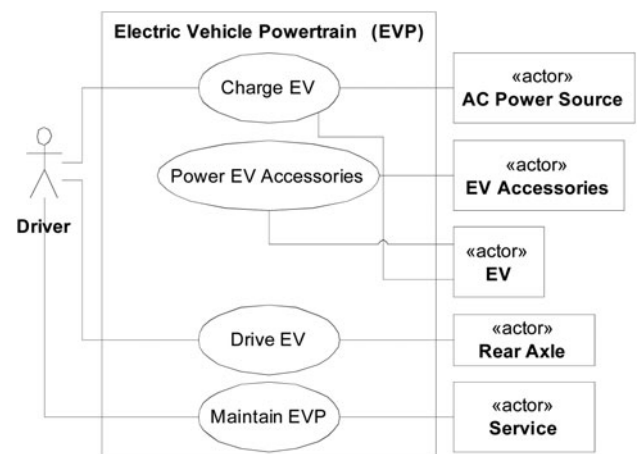 Electric Vehicle Powertrain (EVP)
Charge EV
«actor»
AC Power Source
Power EV Accessories
«actor»
EV Accessories
Driver
«actor»
EV
Drive EV
«actor»
Rear Axle
Maintain EVP
«actor»
Service